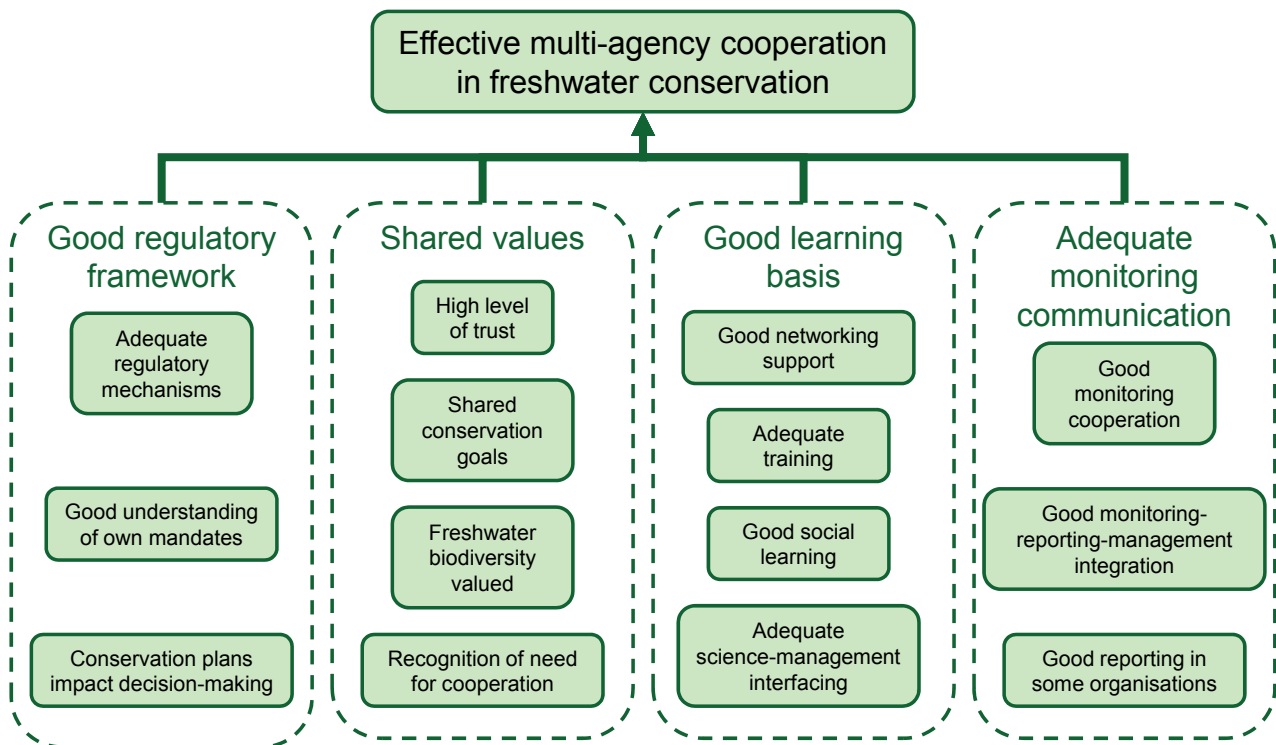 Effective multi-agency cooperation
in freshwater conservation
Good regulatory
framework
Adequate
regulatory
mechanisms
Good understanding
of own mandates
Conservation plans
impact decision-making
Shared values
High level
of trust
Shared
conservation
goals
Freshwater
biodiversity
valued
Recognition of need
for cooperation
Good learning
basis
Good networking
support
Adequate
training
Good social
learning
Adequate
science-management
interfacing
Adequate
monitoring
communication
Good
monitoring
cooperation
Good monitoring-
reporting-management
integration
Good reporting in
some organisations